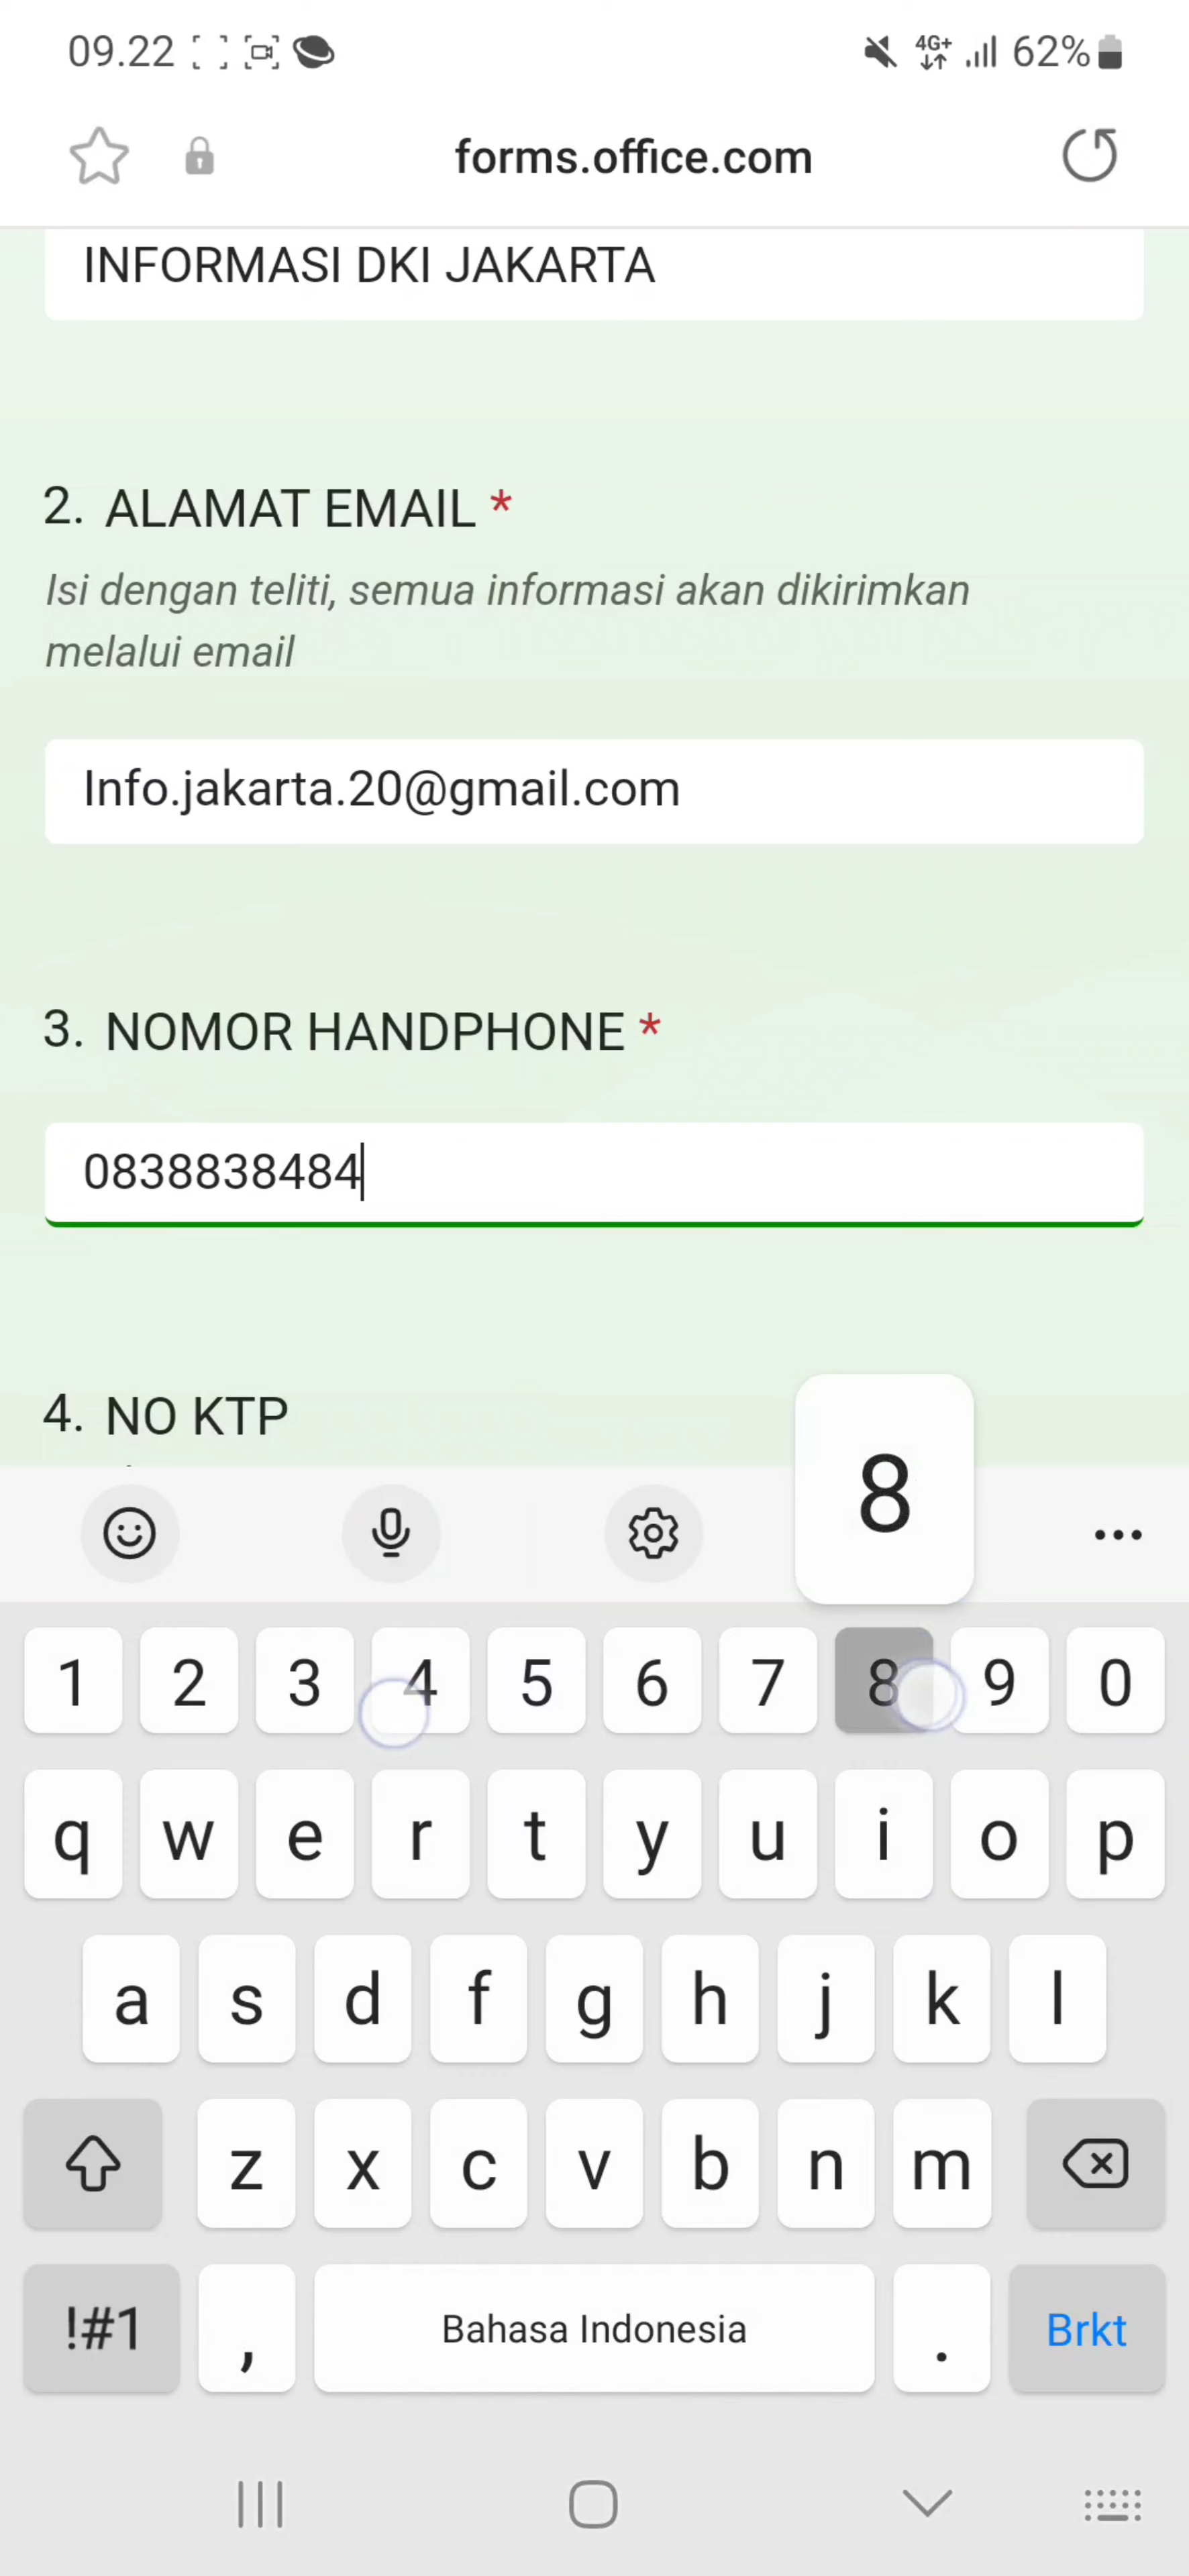 09.22
4G+ 62%
forms.office.com
INFORMASI DKI JAKARTA
2. ALAMAT EMAIL *
Isi dengan teliti, semua informasi akan dikirimkan
melalui email
Info.jakarta.20@gmail.com
3. NOMOR HANDPHONE *
0838838484
4. NO KTP
8
1 2 3 4 5 6 7 8 9 0
q w e r t y u i o p
a s d f g h j k l
z x c v b n m
!#1 , Bahasa Indonesia . Brkt